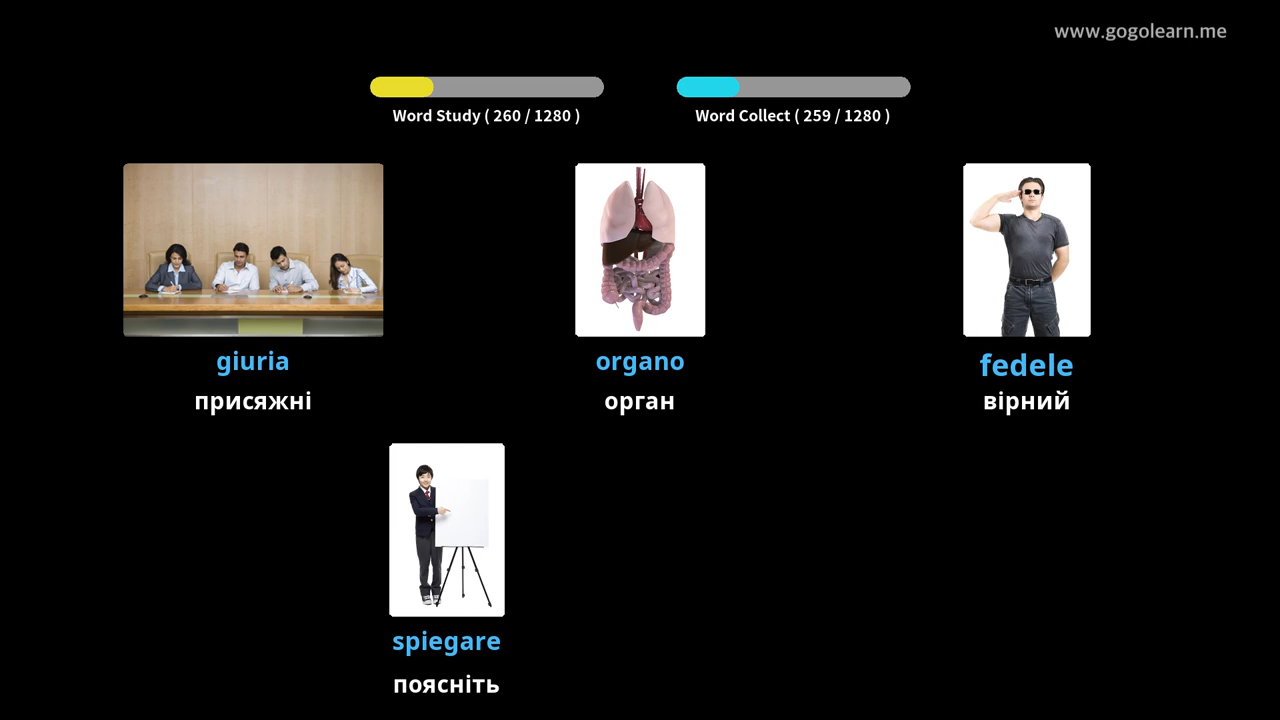 www.gogolearn.me
Word Study ( 260 / 1280 )
Word Collect ( 259 / 1280 )
giuria
organo
fedele
присяжні
орган
вірний
spiegare
поясніть